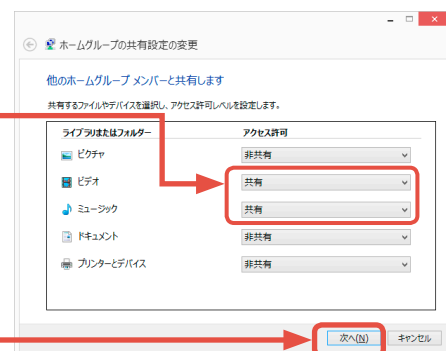 ホームグループの共有設定の変更
他のホームグループ メンバーと共有します
共有するファイルやデバイスを選択し、アクセス許可レベルを設定します。
ライブラリまたはフォルダー アクセス許可
ピクチャ 非共有
ビデオ 共有
ミュージック 共有
ドキュメント 非共有
プリンターとデバイス 非共有
次へ(N) キャンセル